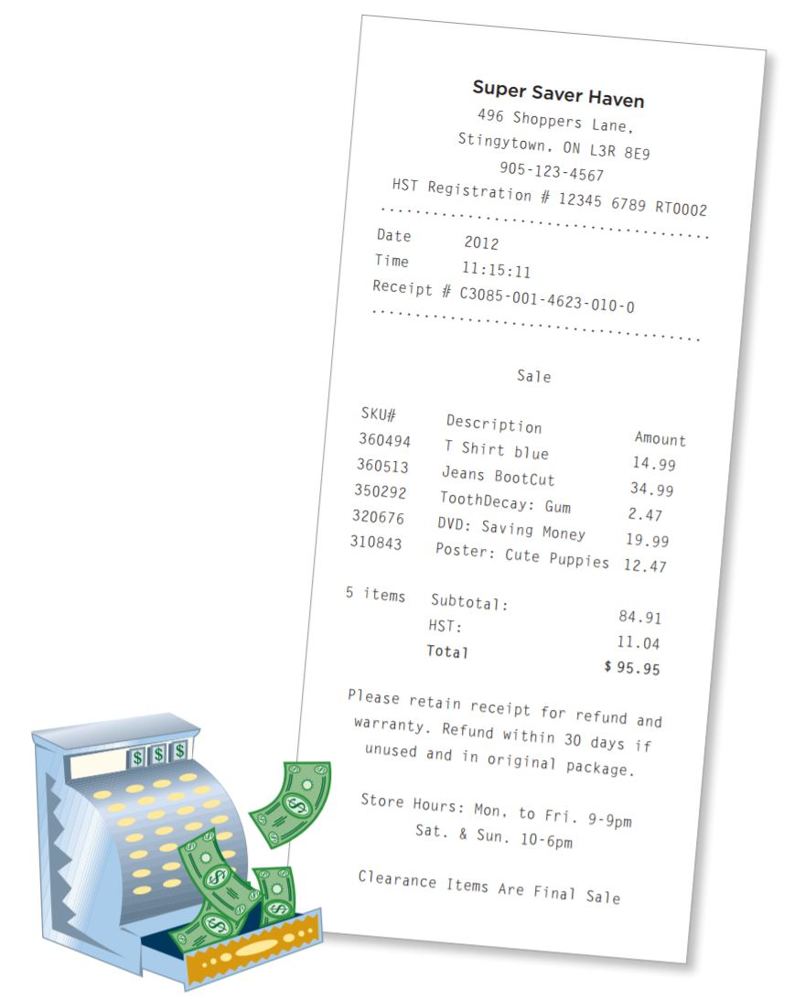 Super Saver Haven
496 Shoppers Lane,
Stingytown, ON L3R 8E9
905-123-4567
HST Registration # 12345 6789 RT0002
.....................................
Date 2012
Time 11:15:11
Receipt # C3085-001-4623-010-0
.....................................
Sale
SKU# Description Amount
360494 T Shirt blue 14.99
360513 Jeans BootCut 34.99
350292 ToothDecay: Gum 2.47
320676 DVD: Saving Money 19.99
310843 Poster: Cute Puppies 12.47
5 items Subtotal: 84.91
HST: 11.04
Total $ 95.95
Please retain receipt for refund and
warranty. Refund within 30 days if
unused and in original package.
Store Hours: Mon. to Fri. 9-9pm
Sat. & Sun. 10-6pm
Clearance Items Are Final Sale
$ $ $
$
$
$
$